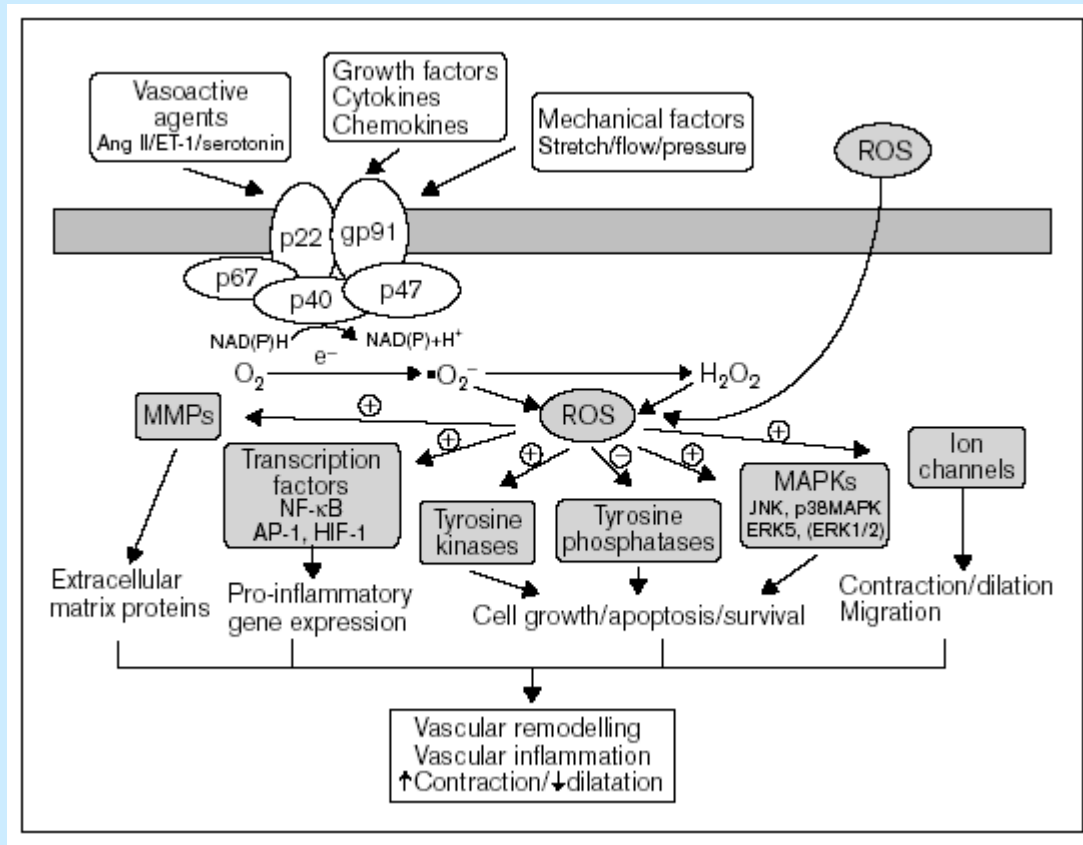 Vasoactive
agents
Ang II/ET-1/serotonin
Growth factors
Cytokines
Chemokines
Mechanical factors
Stretch/flow/pressure
ROS
p22
gp91
p67
p40
p47
NAD(P)H
NAD(P)+H⁺
e⁻
O₂
▪O₂⁻
H₂O₂
MMPs
+
ROS
+
+
−
+
+
Transcription
factors
NF-κB
AP-1, HIF-1
Tyrosine
kinases
Tyrosine
phosphatases
MAPKs
JNK, p38MAPK
ERK5, (ERK1/2)
Ion
channels
Extracellular
matrix proteins
Pro-inflammatory
gene expression
Cell growth/apoptosis/survival
Contraction/dilation
Migration
Vascular remodelling
Vascular inflammation
↑Contraction/↓dilatation